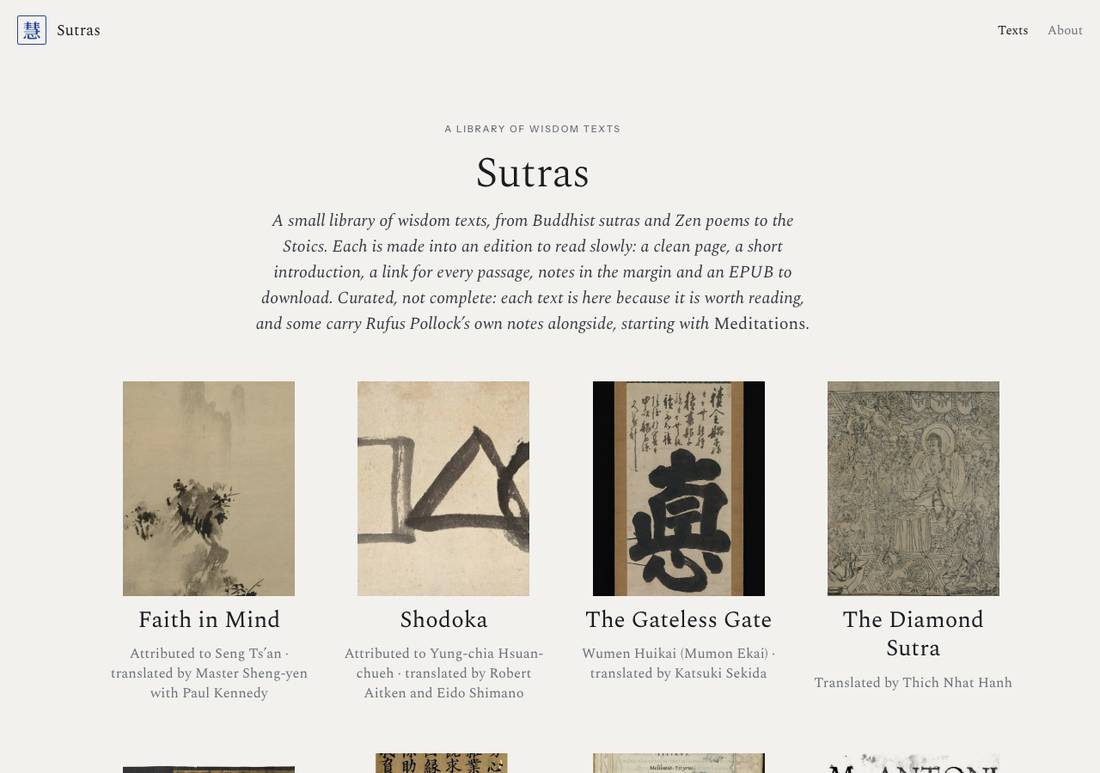 慧 Sutras
Texts About
A LIBRARY OF WISDOM TEXTS
Sutras
A small library of wisdom texts, from Buddhist sutras and Zen poems to the
Stoics. Each is made into an edition to read slowly: a clean page, a short
introduction, a link for every passage, notes in the margin and an EPUB to
download. Curated, not complete: each text is here because it is worth reading,
and some carry Rufus Pollock’s own notes alongside, starting with Meditations.
Faith in Mind
Attributed to Seng Ts’an ·
translated by Master Sheng-yen
with Paul Kennedy
Shodoka
Attributed to Yung-chia Hsuan-
chueh · translated by Robert
Aitken and Eido Shimano
The Gateless Gate
Wumen Huikai (Mumon Ekai) ·
translated by Katsuki Sekida
The Diamond
Sutra
Translated by Thich Nhat Hanh